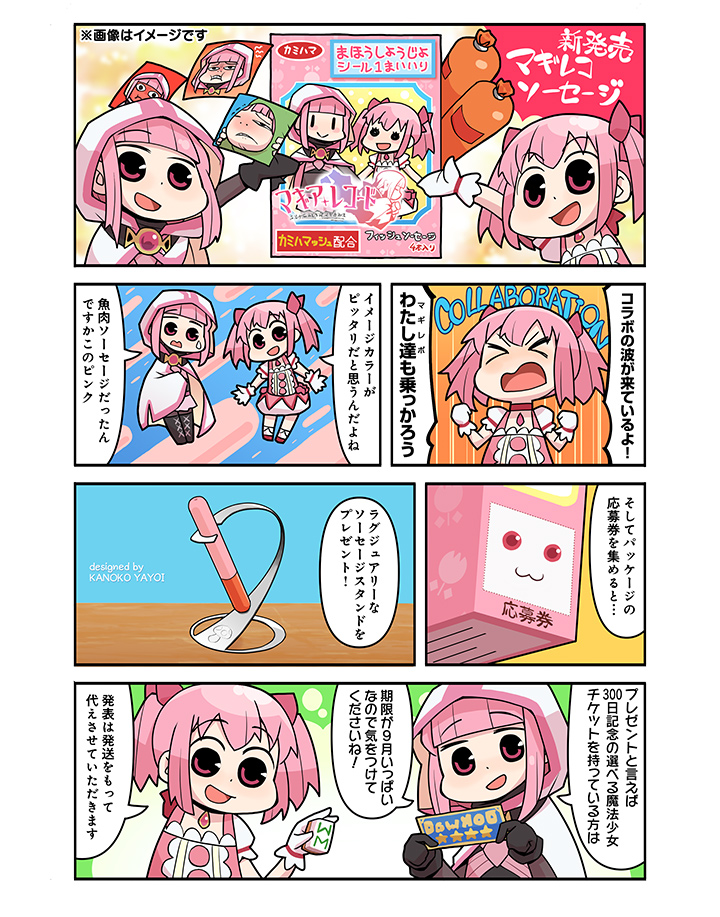 ※画像はイメージです
新発売
マギレコ
ソーセージ
カミハマ
まほうしょうじょ
シール1まいいり
マギア+レコード
カミハマッシュ配合
フィッシュソーセージ
4本入り
COLLABORATION
コラボの波が来ているよ!
わたし達も乗っかろう
マギレポ
イメージカラーが
ピッタリだと思うんだよね
魚肉ソーセージだったん
ですかこのピンク
そしてパッケージの
応募券を集めると…
応募券
ラグジュアリーな
ソーセージスタンドを
プレゼント!
designed by
KANOKO YAYOI
プレゼントと言えば
300日記念の選べる魔法少女
チケットを持っている方は
期限が9月いっぱい
なので気をつけて
くださいね!
★★★★
発表は発送をもって
代えさせていただきます